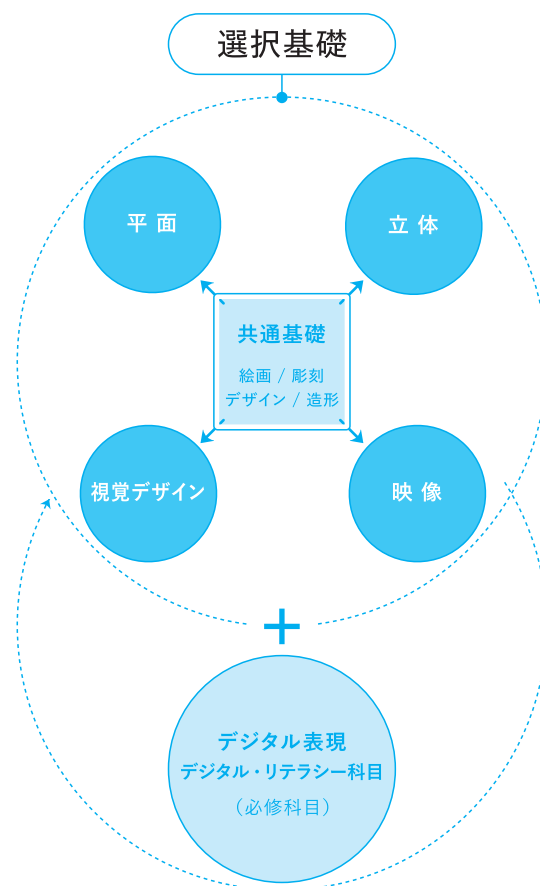 選択基礎
平面
立体
共通基礎
絵画 / 彫刻
デザイン / 造形
視覚デザイン
映像
+
デジタル表現
デジタル・リテラシー科目
（必修科目）